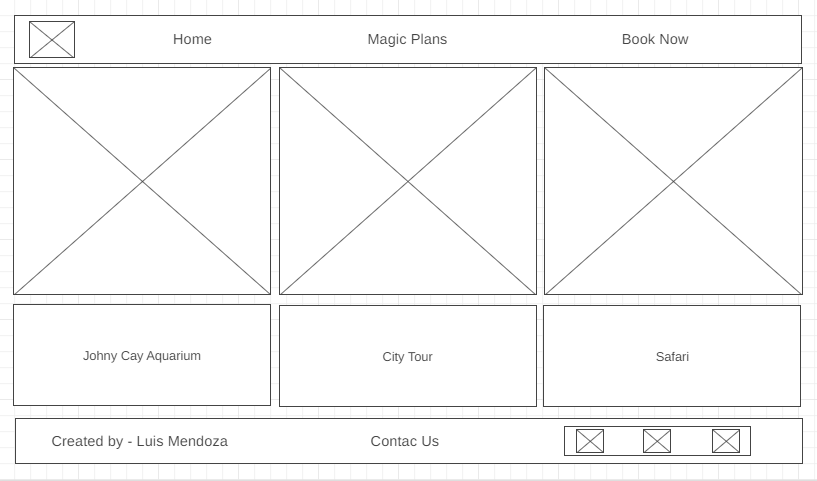 Home
Magic Plans
Book Now
Johny Cay Aquarium
City Tour
Safari
Created by - Luis Mendoza
Contac Us